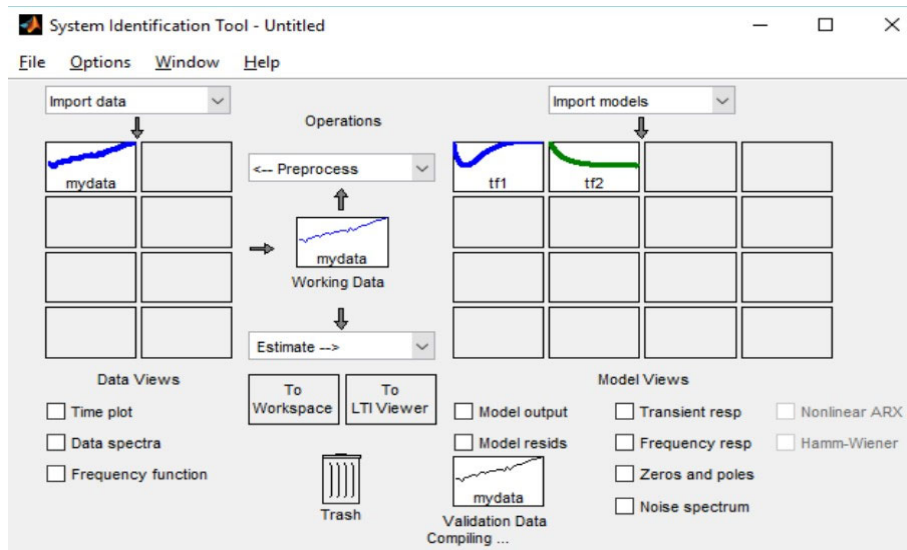 System Identification Tool - Untitled
File Options Window Help
Import data
Import models
Operations
mydata
<-- Preprocess
tf1
tf2
mydata
Working Data
Estimate -->
Data Views
Model Views
To Workspace
To LTI Viewer
Time plot
Data spectra
Frequency function
Model output
Model resids
Transient resp
Frequency resp
Zeros and poles
Noise spectrum
Nonlinear ARX
Hamm-Wiener
Trash
mydata
Validation Data
Compiling ...